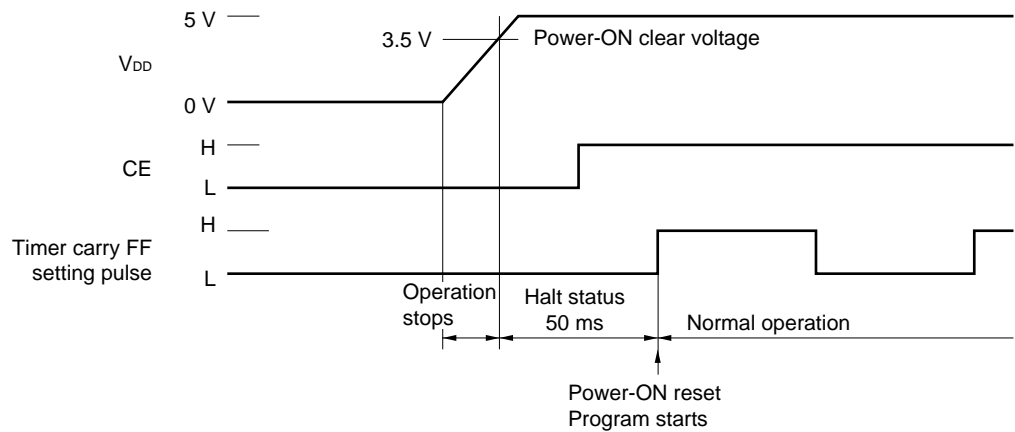 5 V
3.5 V
Power-ON clear voltage
VDD
0 V
H
CE
L
H
Timer carry FF
setting pulse
L
Operation
stops
Halt status
50 ms
Normal operation
Power-ON reset
Program starts